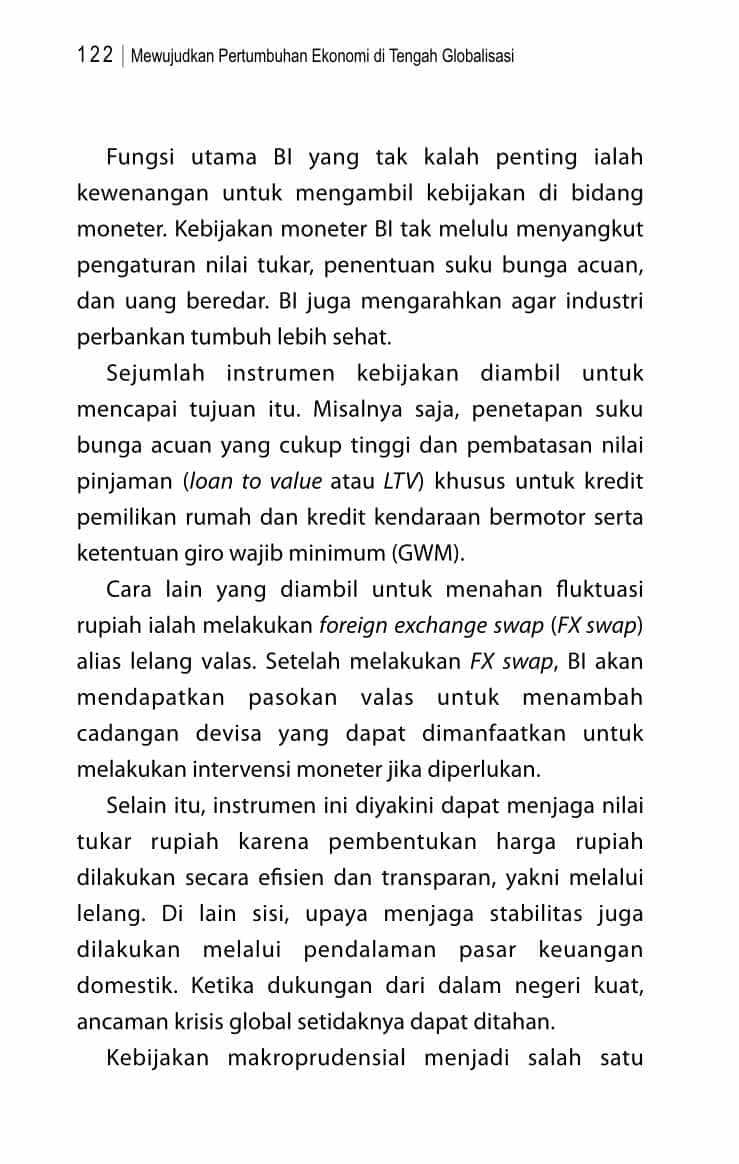 122 | Mewujudkan Pertumbuhan Ekonomi di Tengah Globalisasi
Fungsi utama BI yang tak kalah penting ialah
kewenangan untuk mengambil kebijakan di bidang
moneter. Kebijakan moneter BI tak melulu menyangkut
pengaturan nilai tukar, penentuan suku bunga acuan,
dan uang beredar. BI juga mengarahkan agar industri
perbankan tumbuh lebih sehat.
Sejumlah instrumen kebijakan diambil untuk
mencapai tujuan itu. Misalnya saja, penetapan suku
bunga acuan yang cukup tinggi dan pembatasan nilai
pinjaman (loan to value atau LTV) khusus untuk kredit
pemilikan rumah dan kredit kendaraan bermotor serta
ketentuan giro wajib minimum (GWM).
Cara lain yang diambil untuk menahan fluktuasi
rupiah ialah melakukan foreign exchange swap (FX swap)
alias lelang valas. Setelah melakukan FX swap, BI akan
mendapatkan pasokan valas untuk menambah
cadangan devisa yang dapat dimanfaatkan untuk
melakukan intervensi moneter jika diperlukan.
Selain itu, instrumen ini diyakini dapat menjaga nilai
tukar rupiah karena pembentukan harga rupiah
dilakukan secara efisien dan transparan, yakni melalui
lelang. Di lain sisi, upaya menjaga stabilitas juga
dilakukan melalui pendalaman pasar keuangan
domestik. Ketika dukungan dari dalam negeri kuat,
ancaman krisis global setidaknya dapat ditahan.
Kebijakan makroprudensial menjadi salah satu